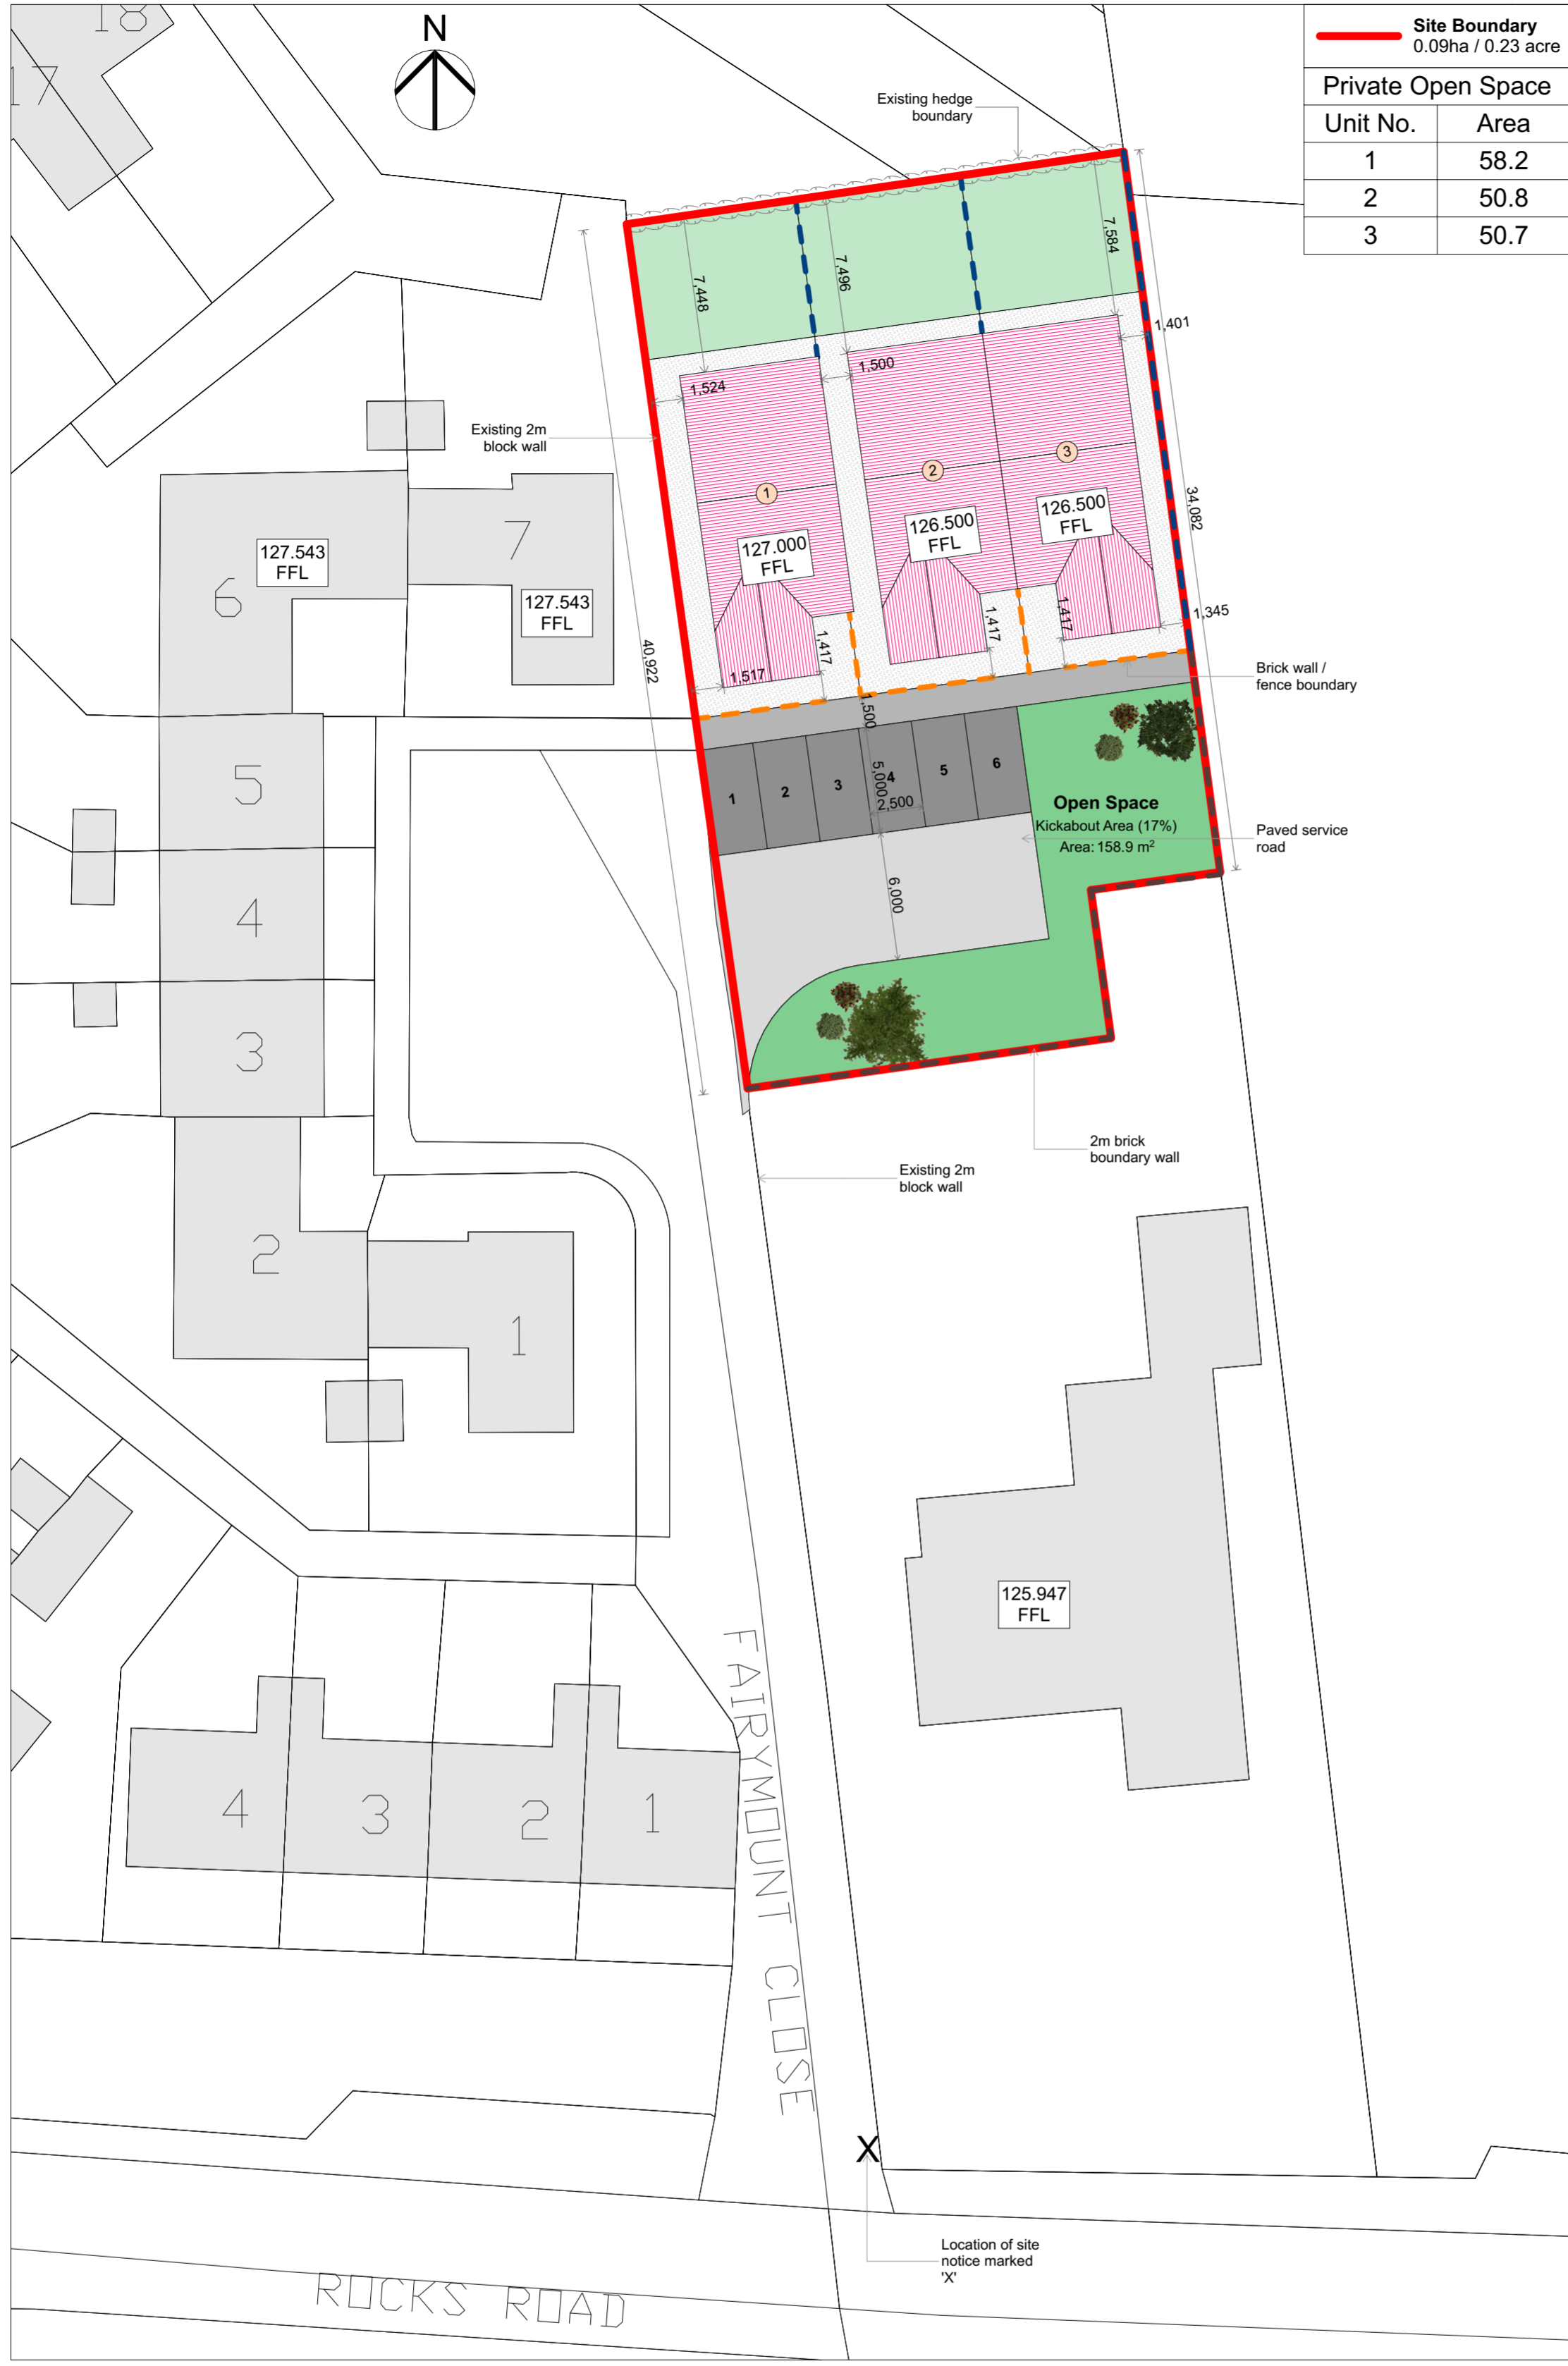 18
17
N
Site Boundary
0.09ha / 0.23 acre
Private Open Space
Unit No. Area
1 58.2
2 50.8
3 50.7
Existing hedge
boundary
7,448
7,496
7,584
1,401
1,524
1,500
Existing 2m
block wall
1
2
3
127.000
FFL
126.500
FFL
126.500
FFL
34,082
6
127.543
FFL
7
127.543
FFL
40,922
1,517
1,417
1,417
1,417
1,345
Brick wall /
fence boundary
1,500
5,000
2,500
1
2
3
4
5
6
Open Space
Kickabout Area (17%)
Area: 158.9 m²
Paved service
road
6,000
5
4
3
2
1
2m brick
boundary wall
Existing 2m
block wall
125.947
FFL
4
3
2
1
FAIRYMOUNT CLOSE
X
Location of site
notice marked
'X'
ROCKS ROAD